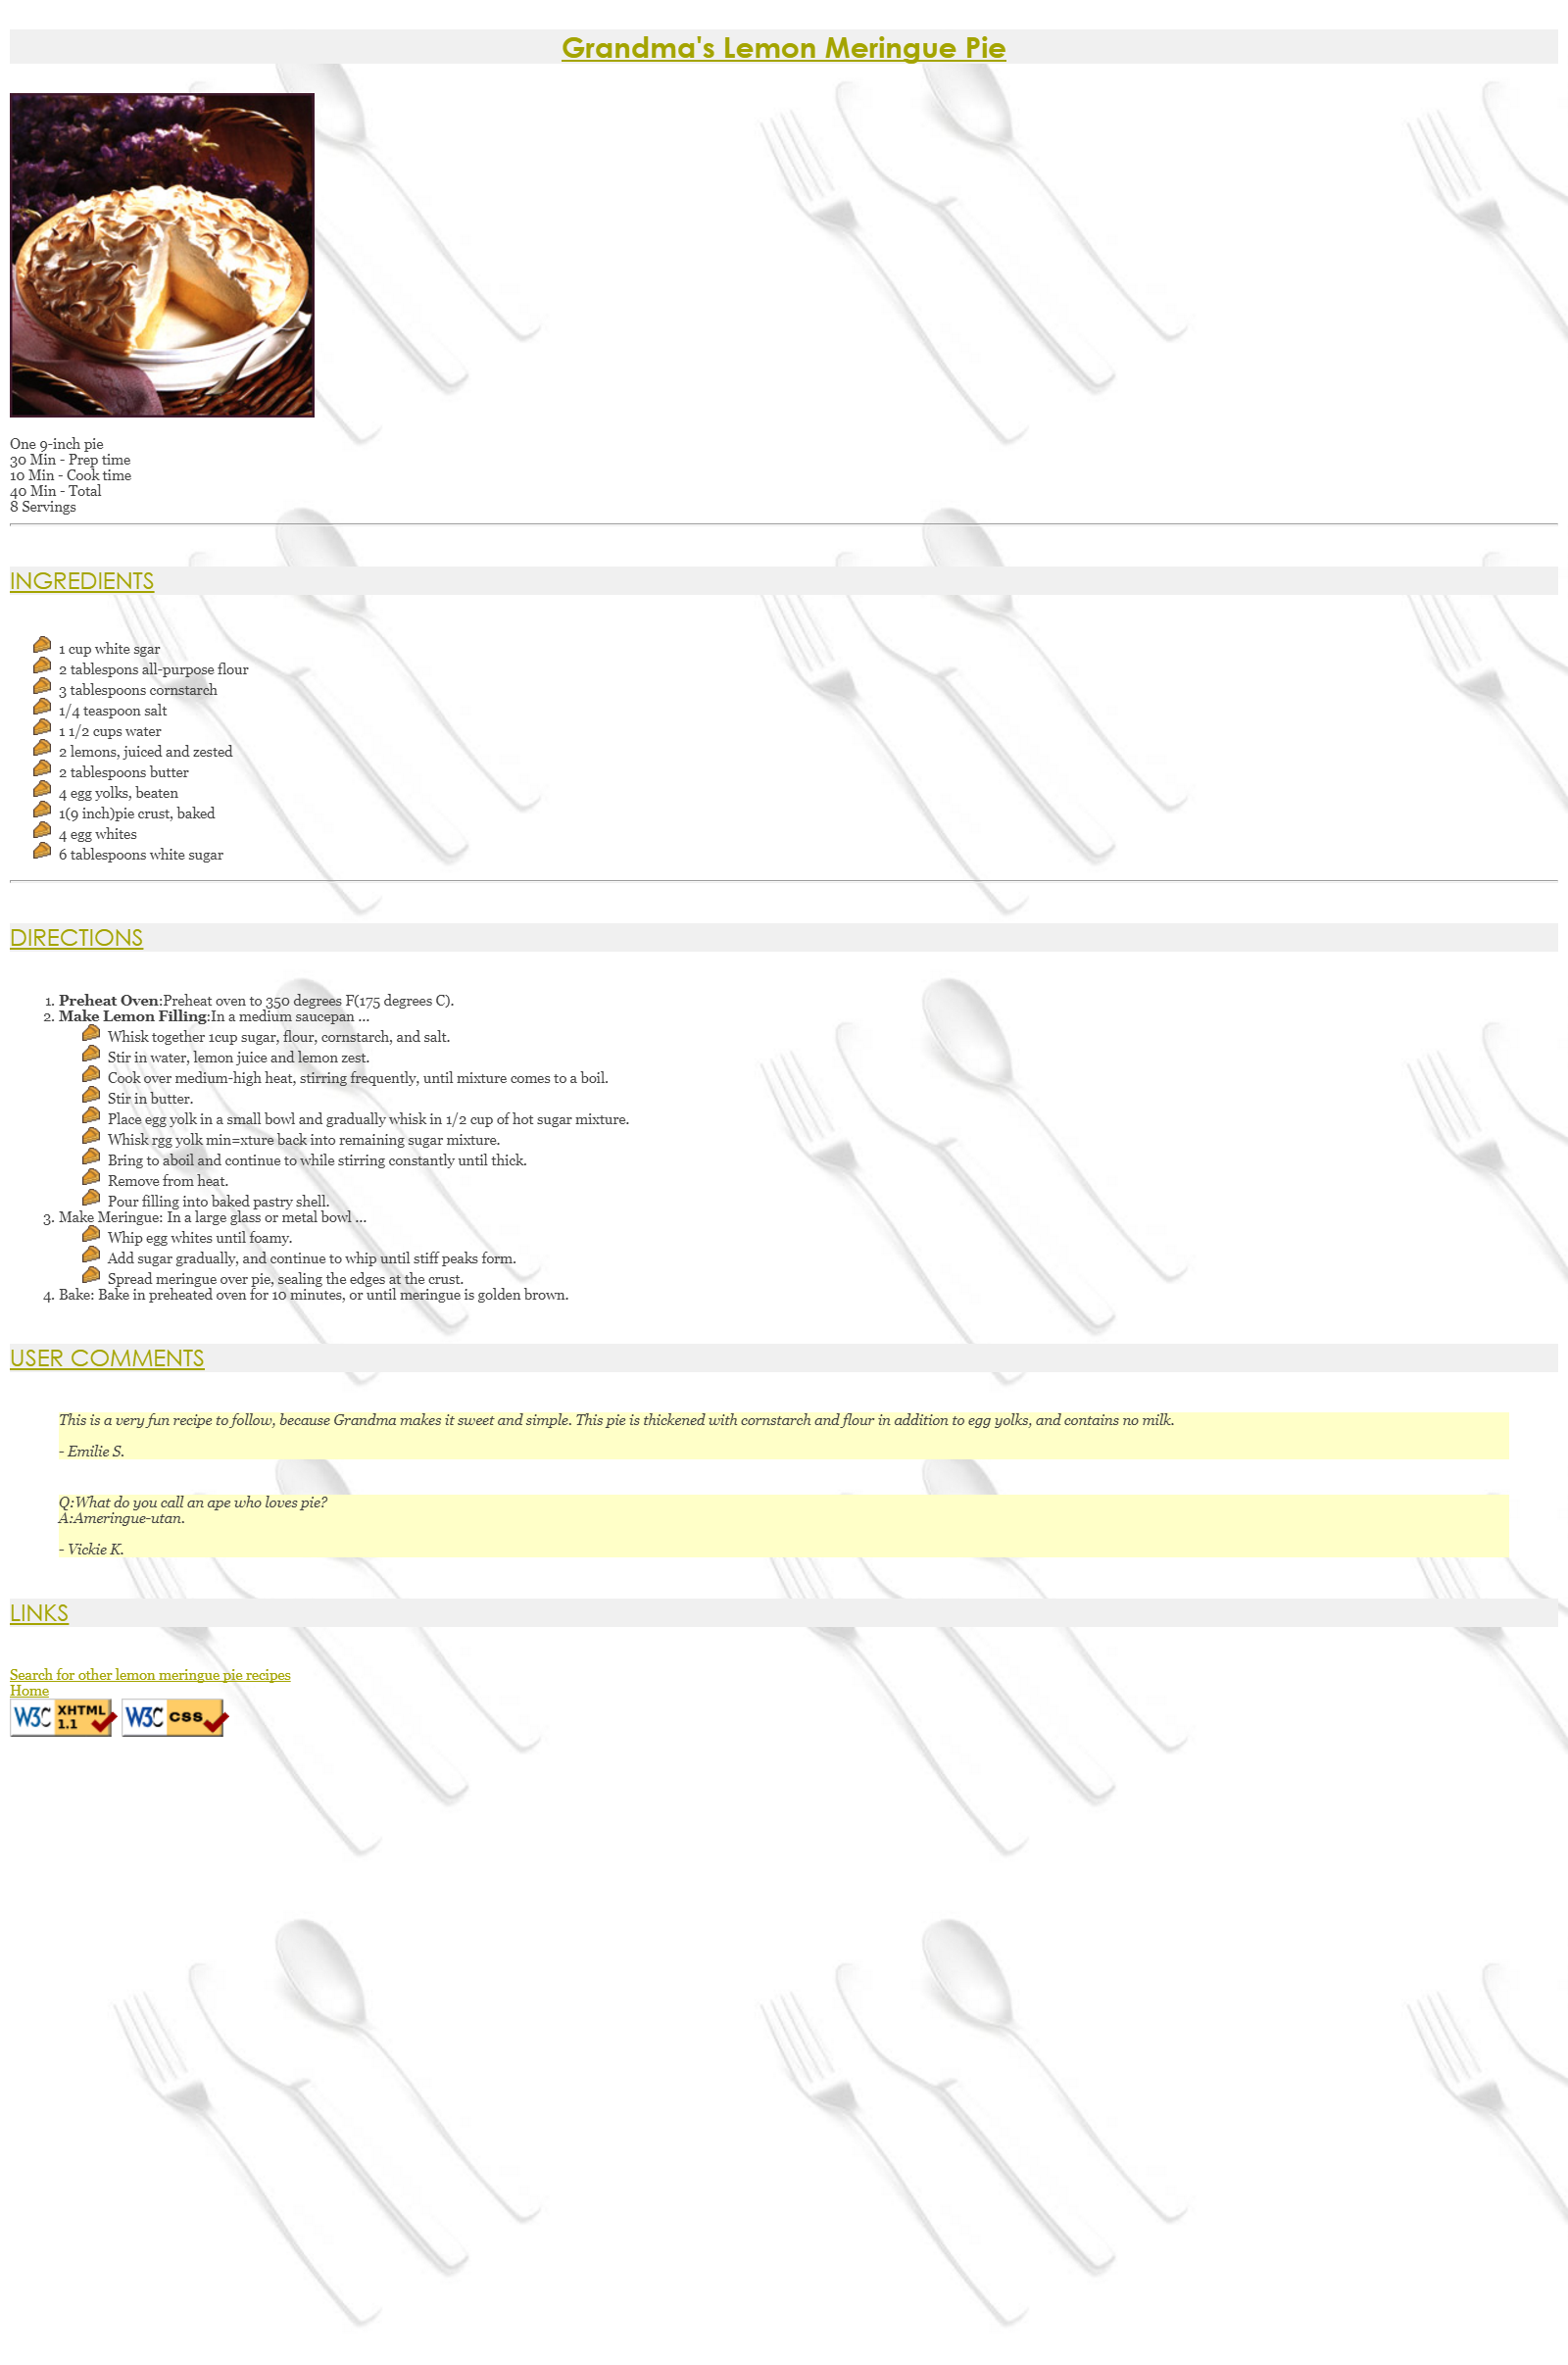 Grandma's Lemon Meringue Pie
One 9-inch pie
30 Min - Prep time
10 Min - Cook time
40 Min - Total
8 Servings
INGREDIENTS
1 cup white sgar
2 tablespons all-purpose flour
3 tablespoons cornstarch
1/4 teaspoon salt
1 1/2 cups water
2 lemons, juiced and zested
2 tablespoons butter
4 egg yolks, beaten
1(9 inch)pie crust, baked
4 egg whites
6 tablespoons white sugar
DIRECTIONS
1. Preheat Oven:Preheat oven to 350 degrees F(175 degrees C).
2. Make Lemon Filling:In a medium saucepan ...
Whisk together 1cup sugar, flour, cornstarch, and salt.
Stir in water, lemon juice and lemon zest.
Cook over medium-high heat, stirring frequently, until mixture comes to a boil.
Stir in butter.
Place egg yolk in a small bowl and gradually whisk in 1/2 cup of hot sugar mixture.
Whisk rgg yolk min=xture back into remaining sugar mixture.
Bring to aboil and continue to while stirring constantly until thick.
Remove from heat.
Pour filling into baked pastry shell.
3. Make Meringue: In a large glass or metal bowl ...
Whip egg whites until foamy.
Add sugar gradually, and continue to whip until stiff peaks form.
Spread meringue over pie, sealing the edges at the crust.
4. Bake: Bake in preheated oven for 10 minutes, or until meringue is golden brown.
USER COMMENTS
This is a very fun recipe to follow, because Grandma makes it sweet and simple. This pie is thickened with cornstarch and flour in addition to egg yolks, and contains no milk.
- Emilie S.
Q:What do you call an ape who loves pie?
A:Ameringue-utan.
- Vickie K.
LINKS
Search for other lemon meringue pie recipes
Home
W3C XHTML 1.1 W3C CSS